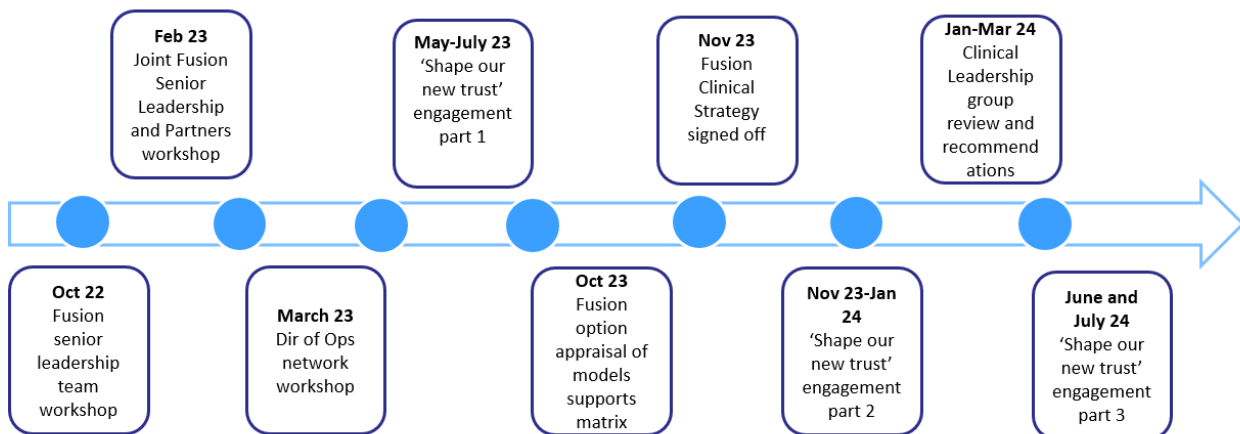 Feb 23
Joint Fusion
Senior
Leadership
and Partners
workshop
May-July 23
‘Shape our
new trust’
engagement
part 1
Nov 23
Fusion
Clinical
Strategy
signed off
Jan-Mar 24
Clinical
Leadership
group
review and
recommend
ations
Oct 22
Fusion
senior
leadership
team
workshop
March 23
Dir of Ops
network
workshop
Oct 23
Fusion
option
appraisal of
models
supports
matrix
Nov 23-Jan
24
‘Shape our
new trust’
engagement
part 2
June and
July 24
‘Shape our
new trust’
engagement
part 3